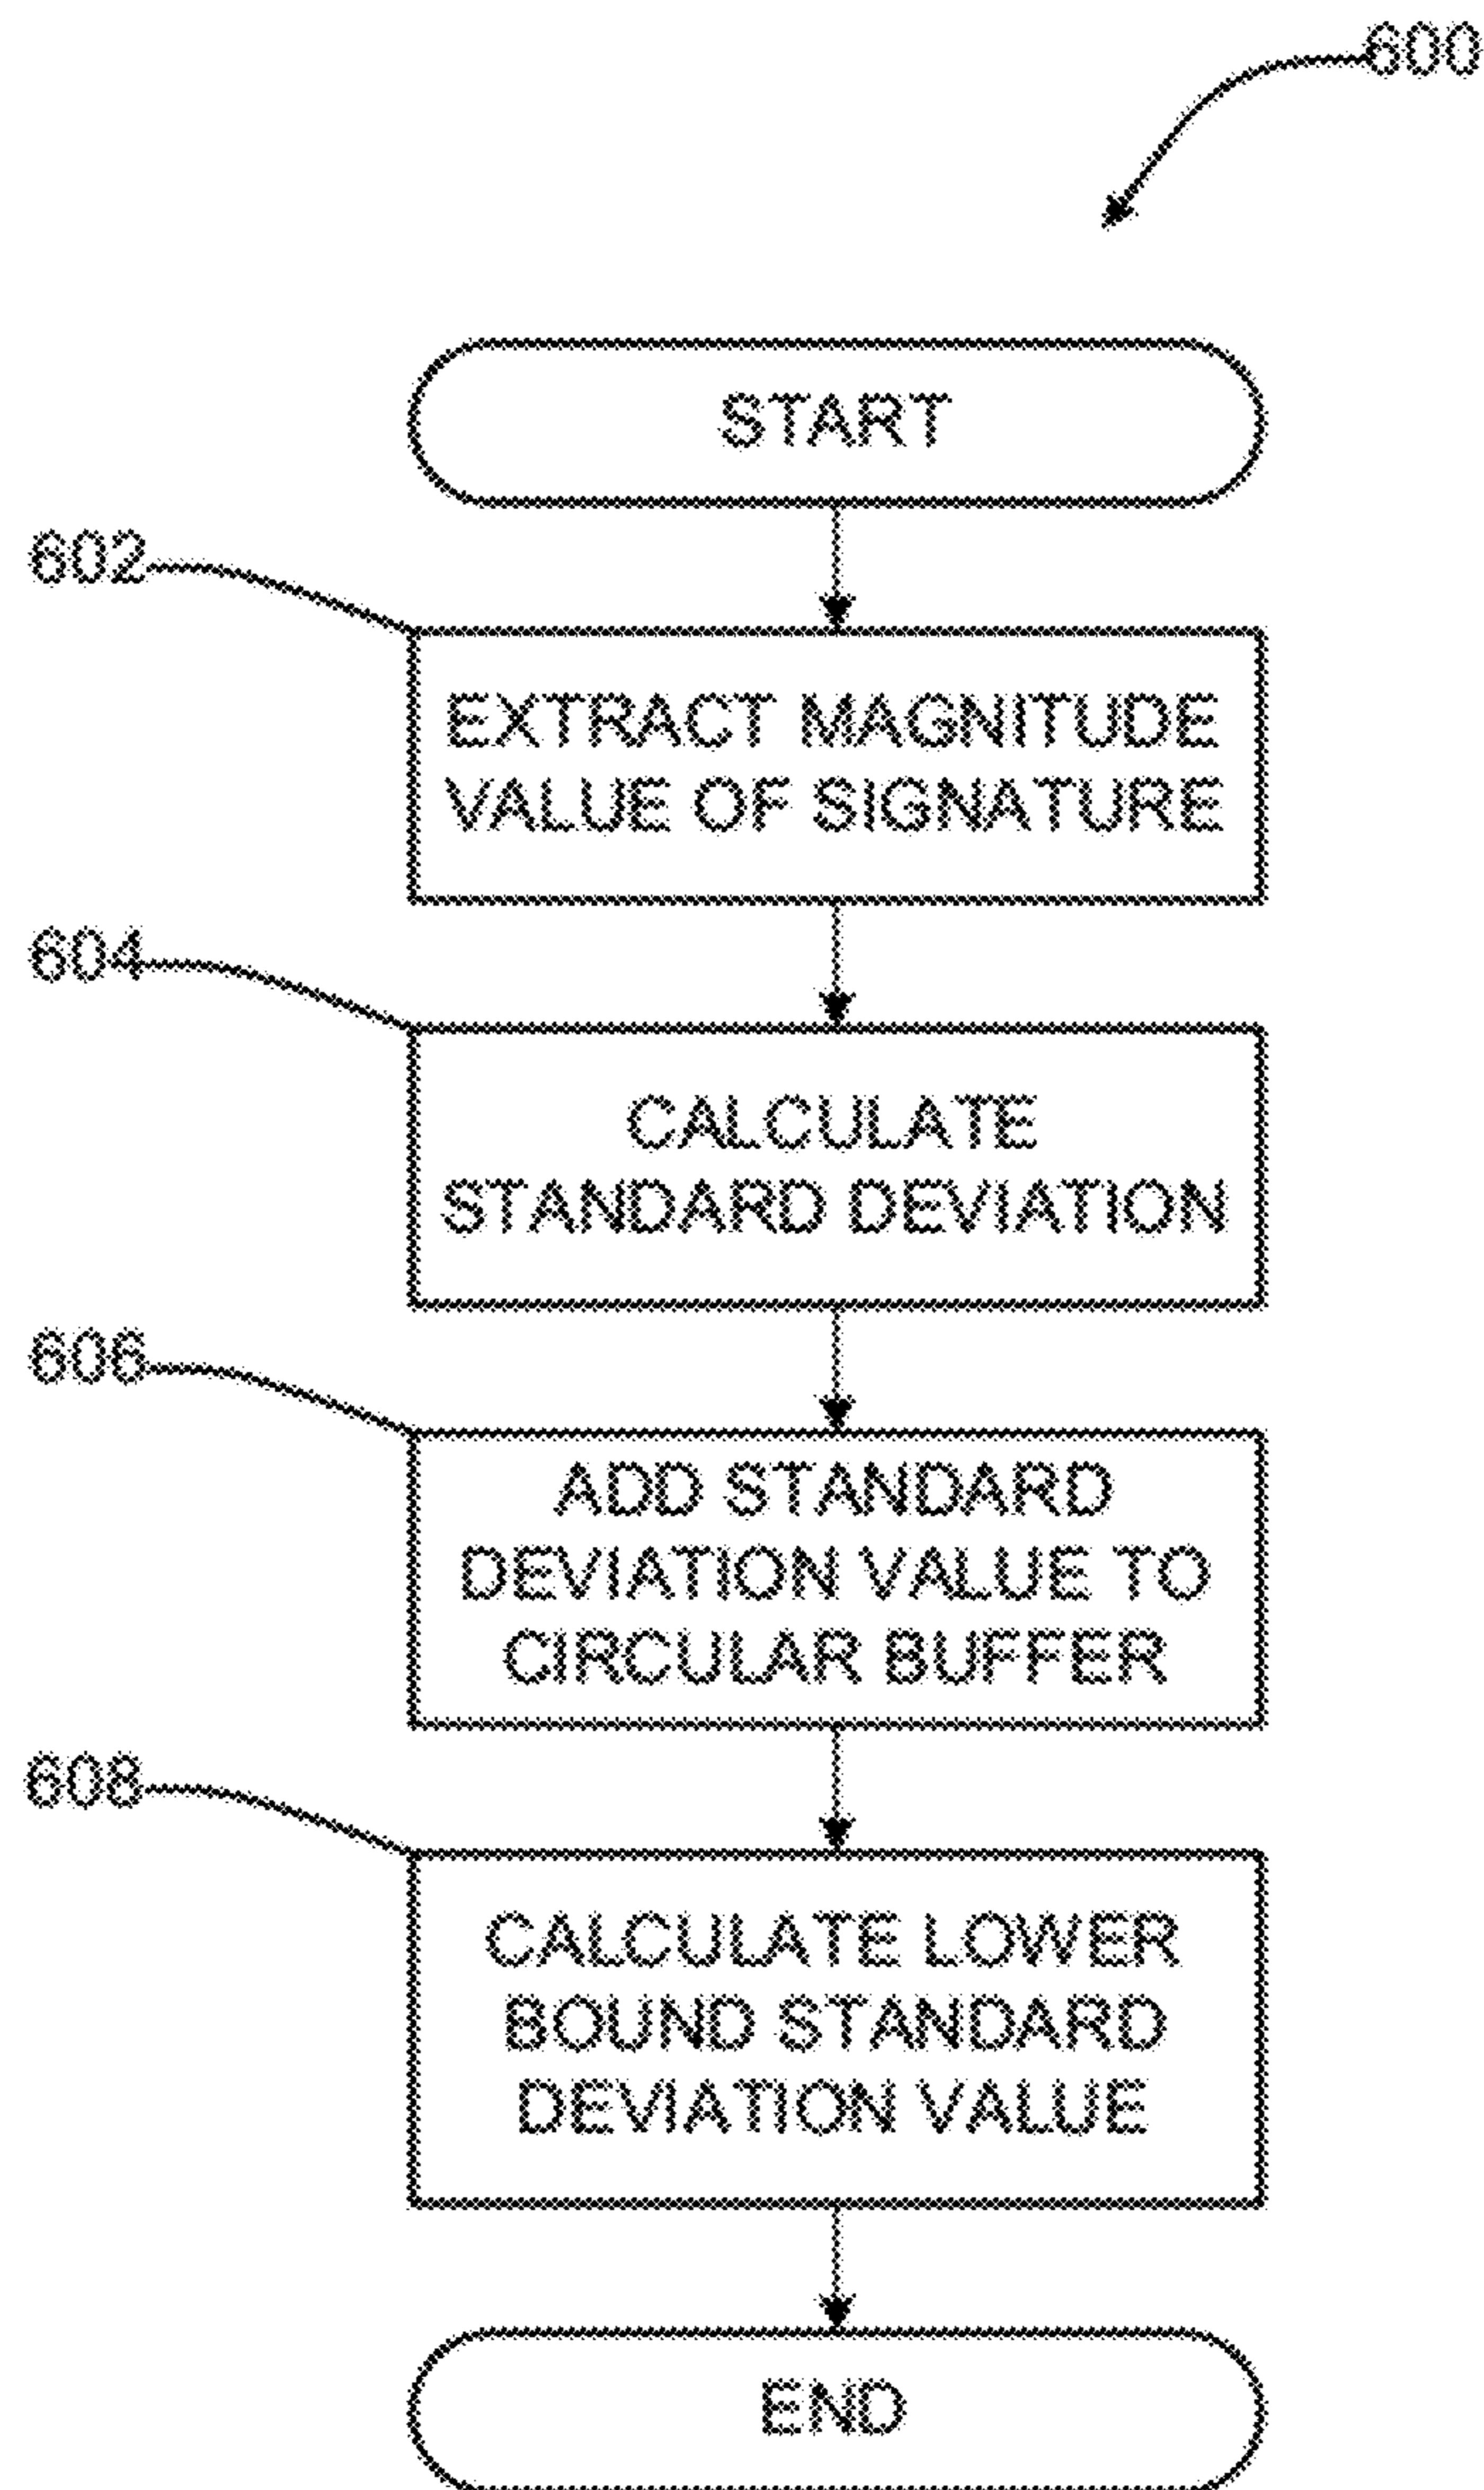 600
START
602
EXTRACT MAGNITUDE
VALUE OF SIGNATURE
604
CALCULATE
STANDARD DEVIATION
606
ADD STANDARD
DEVIATION VALUE TO
CIRCULAR BUFFER
608
CALCULATE LOWER
BOUND STANDARD
DEVIATION VALUE
END